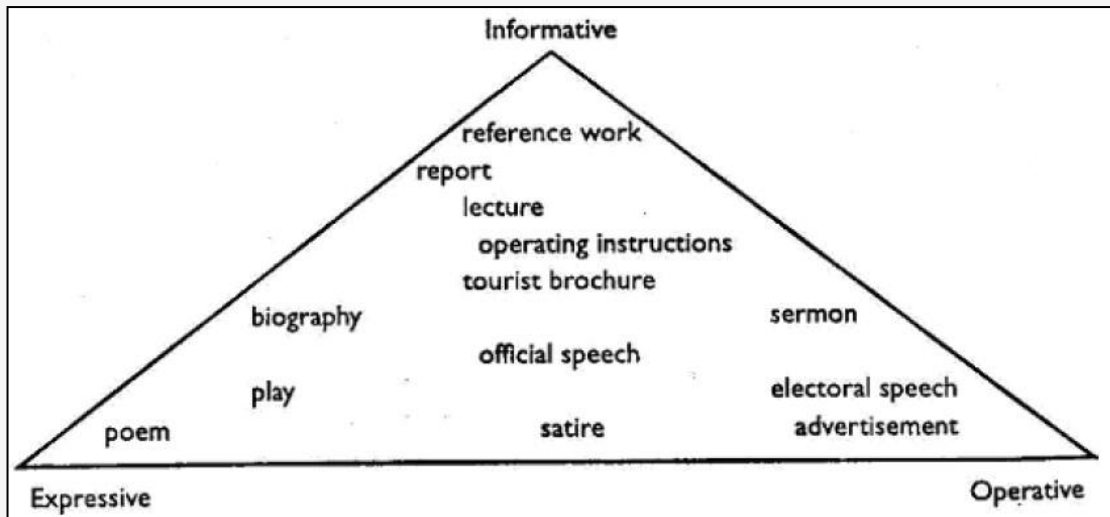 Informative
reference work
report
lecture
operating instructions
tourist brochure
biography
sermon
official speech
play
electoral speech
poem
satire
advertisement
Expressive
Operative